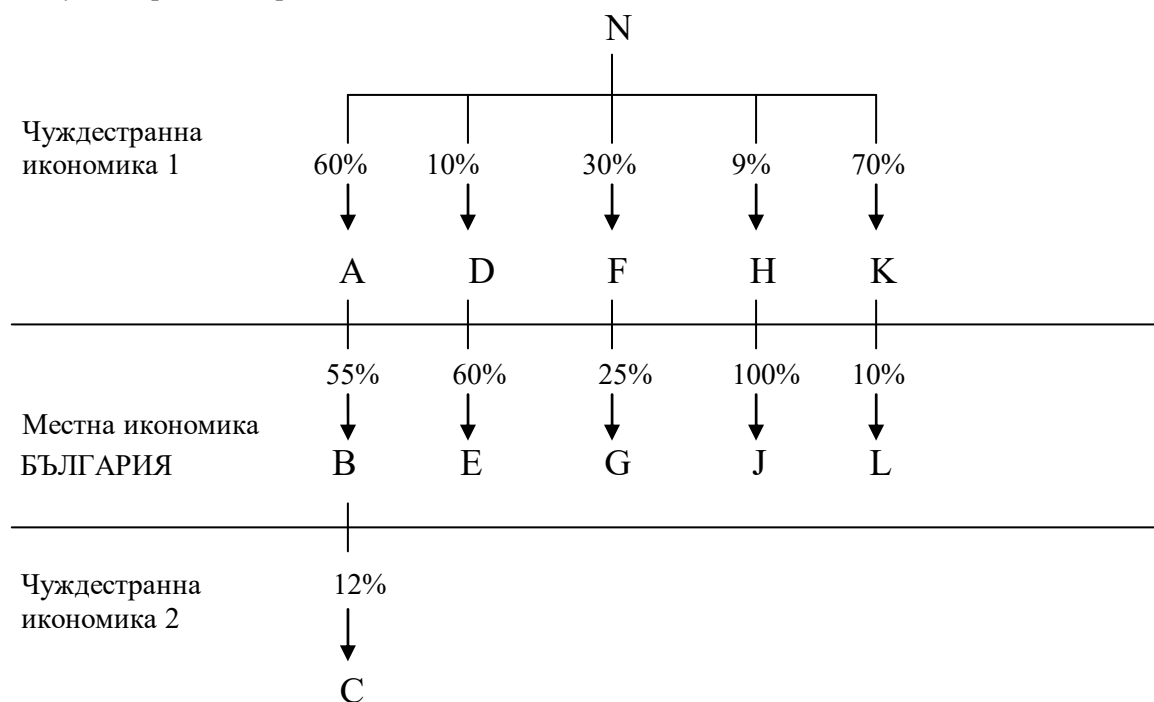 N
Чуждестранна
икономика 1
60% 10% 30% 9% 70%
A D F H K
55% 60% 25% 100% 10%
Местна икономика
БЪЛГАРИЯ
B E G J L
Чуждестранна
икономика 2
12%
C